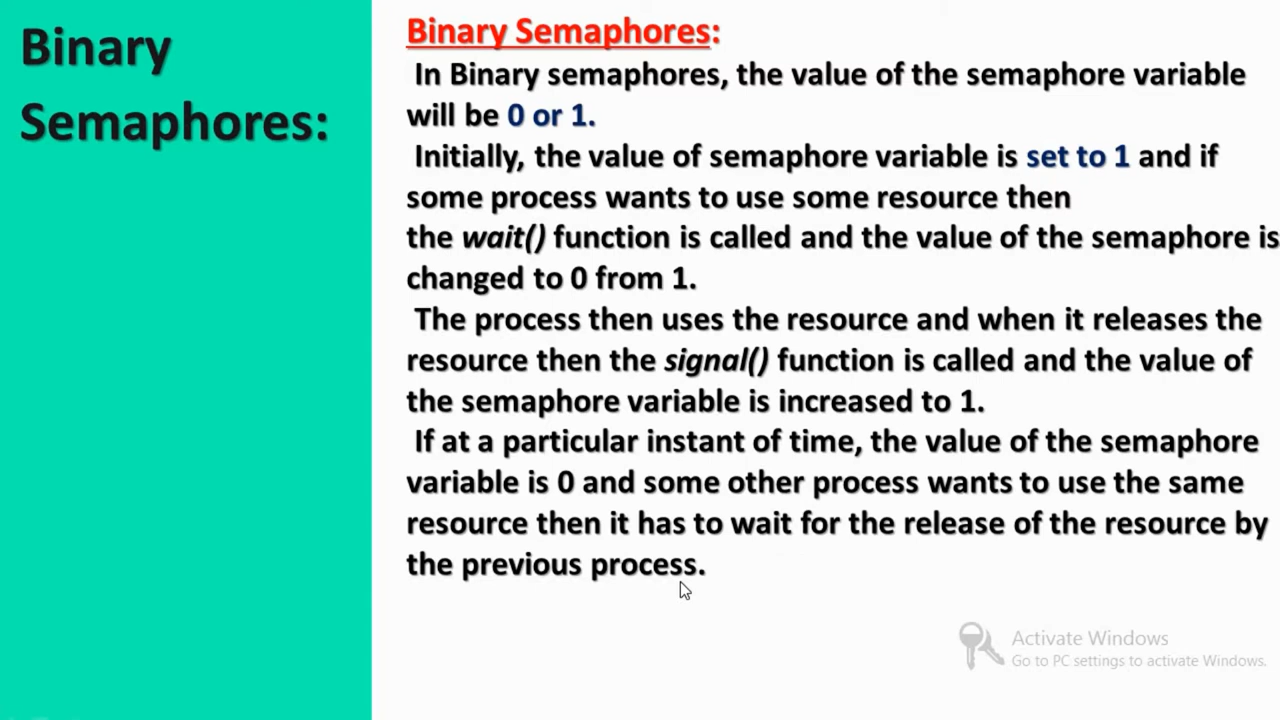 Binary
Semaphores:
Binary Semaphores:
In Binary semaphores, the value of the semaphore variable
will be 0 or 1.
Initially, the value of semaphore variable is set to 1 and if
some process wants to use some resource then
the wait() function is called and the value of the semaphore is
changed to 0 from 1.
The process then uses the resource and when it releases the
resource then the signal() function is called and the value of
the semaphore variable is increased to 1.
If at a particular instant of time, the value of the semaphore
variable is 0 and some other process wants to use the same
resource then it has to wait for the release of the resource by
the previous process.
Activate Windows
Go to PC settings to activate Windows.